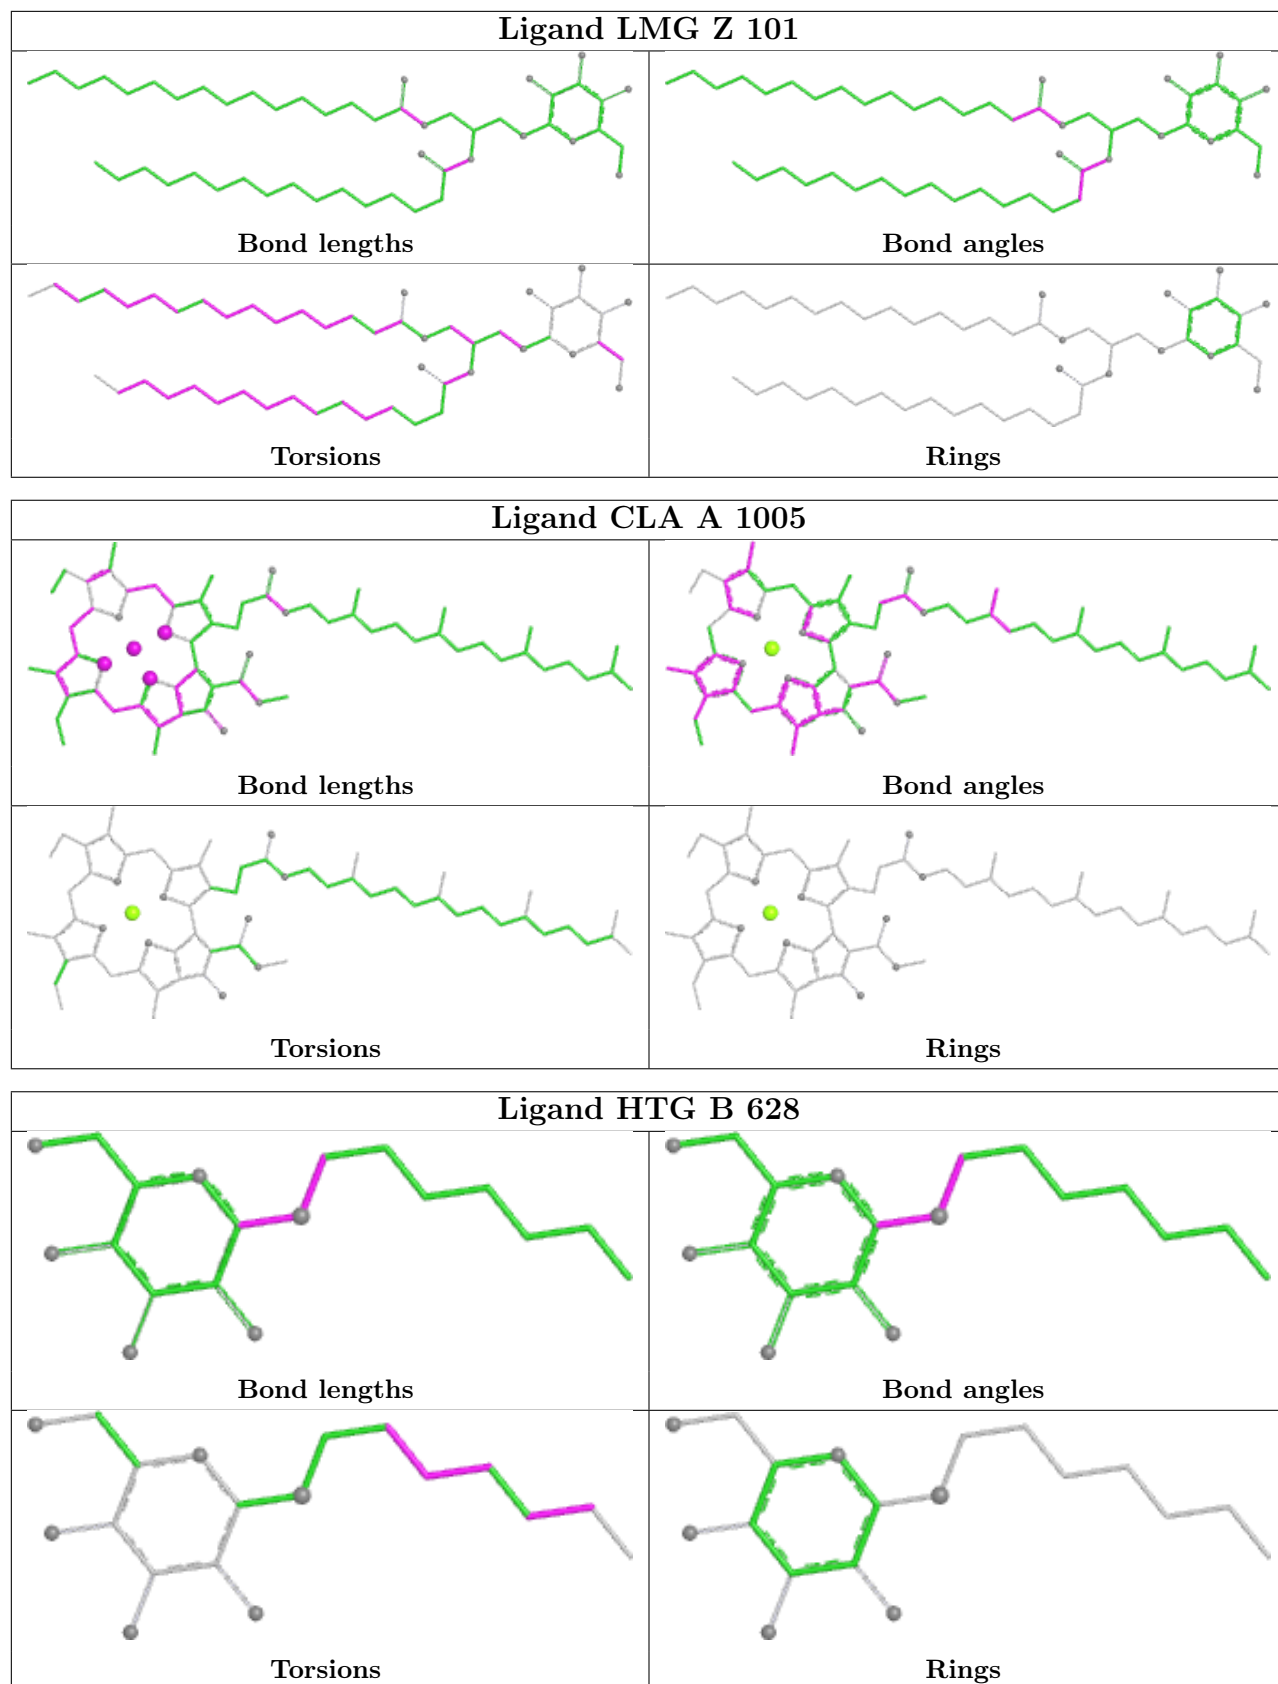 Ligand LMG Z 101
Bond lengths
Bond angles
Torsions
Rings
Ligand CLA A 1005
Bond lengths
Bond angles
Torsions
Rings
Ligand HTG B 628
Bond lengths
Bond angles
Torsions
Rings